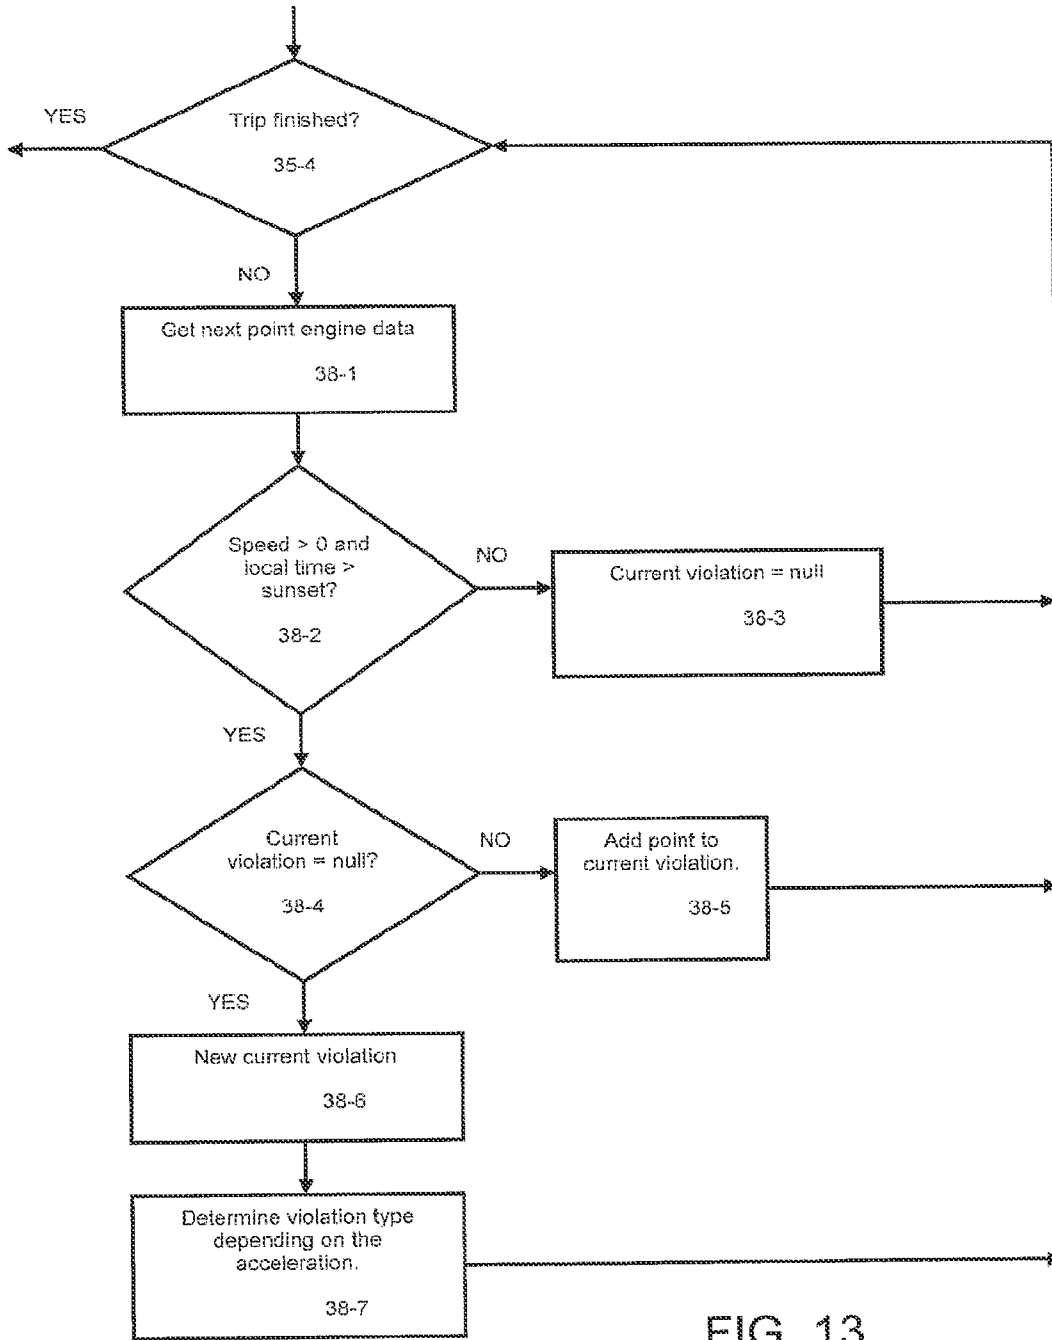 YES
Trip finished?
35-4
NO
Get next point engine data
38-1
Speed > 0 and
local time >
sunset?
38-2
NO
Current violation = null
38-3
YES
Current
violation = null?
38-4
NO
Add point to
current violation.
38-5
YES
New current violation
38-6
Determine violation type
depending on the
acceleration.
38-7
FIG. 13